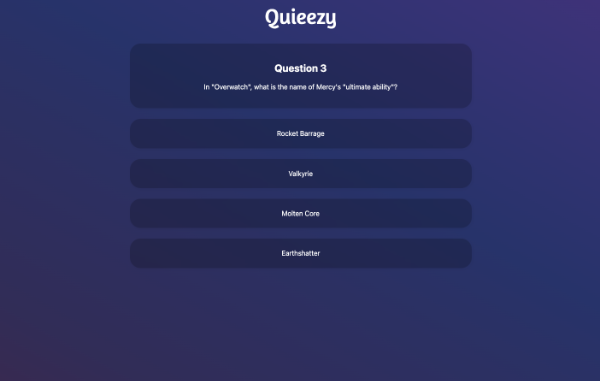 Quieezy
Question 3
In "Overwatch", what is the name of Mercy's "ultimate ability"?
Rocket Barrage
Valkyrie
Molten Core
Earthshatter